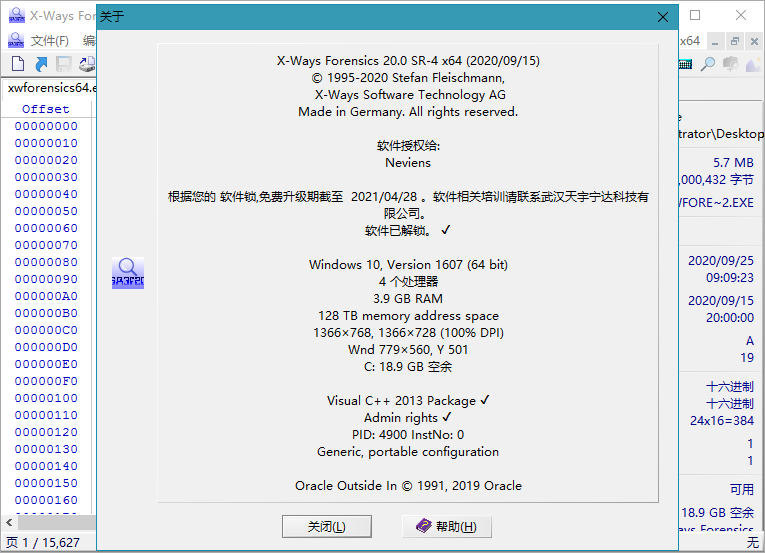 X-Ways Fo
关于
文件(F) 编
x64
xwforensics64.e
Offset
00000000
00000010
00000020
00000030
00000040
00000050
00000060
00000070
00000080
00000090
000000A0
000000B0
000000C0
000000D0
000000E0
000000F0
00000100
00000110
00000120
00000130
00000140
00000150
00000160
页 1 / 15,627
X-Ways Forensics 20.0 SR-4 x64 (2020/09/15)
© 1995-2020 Stefan Fleischmann,
X-Ways Software Technology AG
Made in Germany. All rights reserved.
软件授权给:
Neviens
根据您的 软件锁,免费升级期截至 2021/04/28 。软件相关培训请联系武汉天宇宁达科技有
限公司。
软件已解锁。 ✓
Windows 10, Version 1607 (64 bit)
4 个处理器
3.9 GB RAM
128 TB memory address space
1366×768, 1366×728 (100% DPI)
Wnd 779×560, Y 501
C: 18.9 GB 空余
Visual C++ 2013 Package ✓
Admin rights ✓
PID: 4900 InstNo: 0
Generic, portable configuration
Oracle Outside In © 1991, 2019 Oracle
关闭(L)
帮助(H)
e
trator\Desktop
5.7 MB
,000,432 字节
WFORE~2.EXE
2020/09/25
09:09:23
2020/09/15
20:00:00
A
19
十六进制
十六进制
24x16=384
1
1
可用
18.9 GB 空余
ays Forensics
无